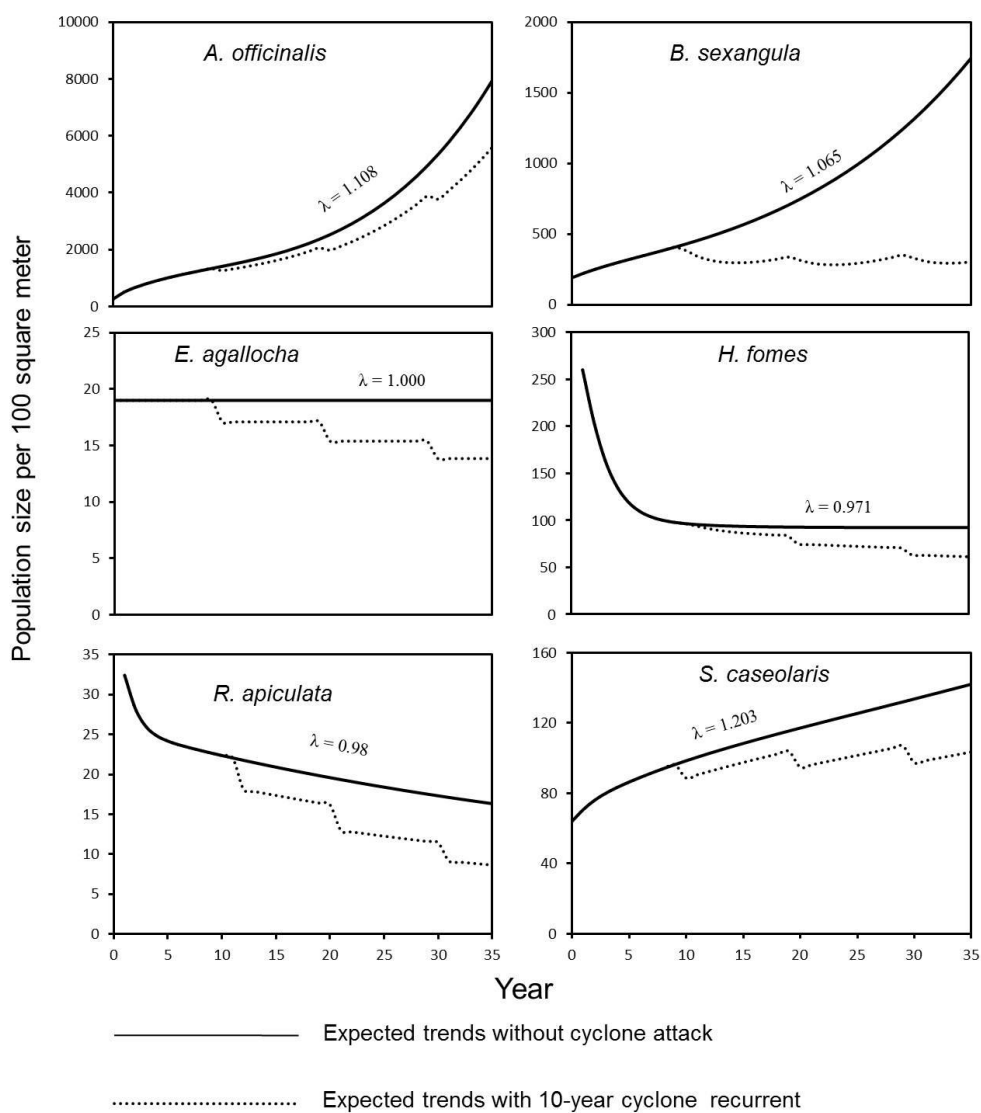 Population size per 100 square meter
A. officinalis
10000
8000
6000
4000
2000
0
λ = 1.108
B. sexangula
2000
1500
1000
500
0
λ = 1.065
E. agallocha
25
20
15
10
5
0
λ = 1.000
H. fomes
300
250
200
150
100
50
0
λ = 0.971
R. apiculata
35
30
25
20
15
10
5
0
λ = 0.98
0 5 10 15 20 25 30 35
S. caseolaris
160
120
80
40
0
λ = 1.203
0 5 10 15 20 25 30 35
Year
Expected trends without cyclone attack
Expected trends with 10-year cyclone recurrent